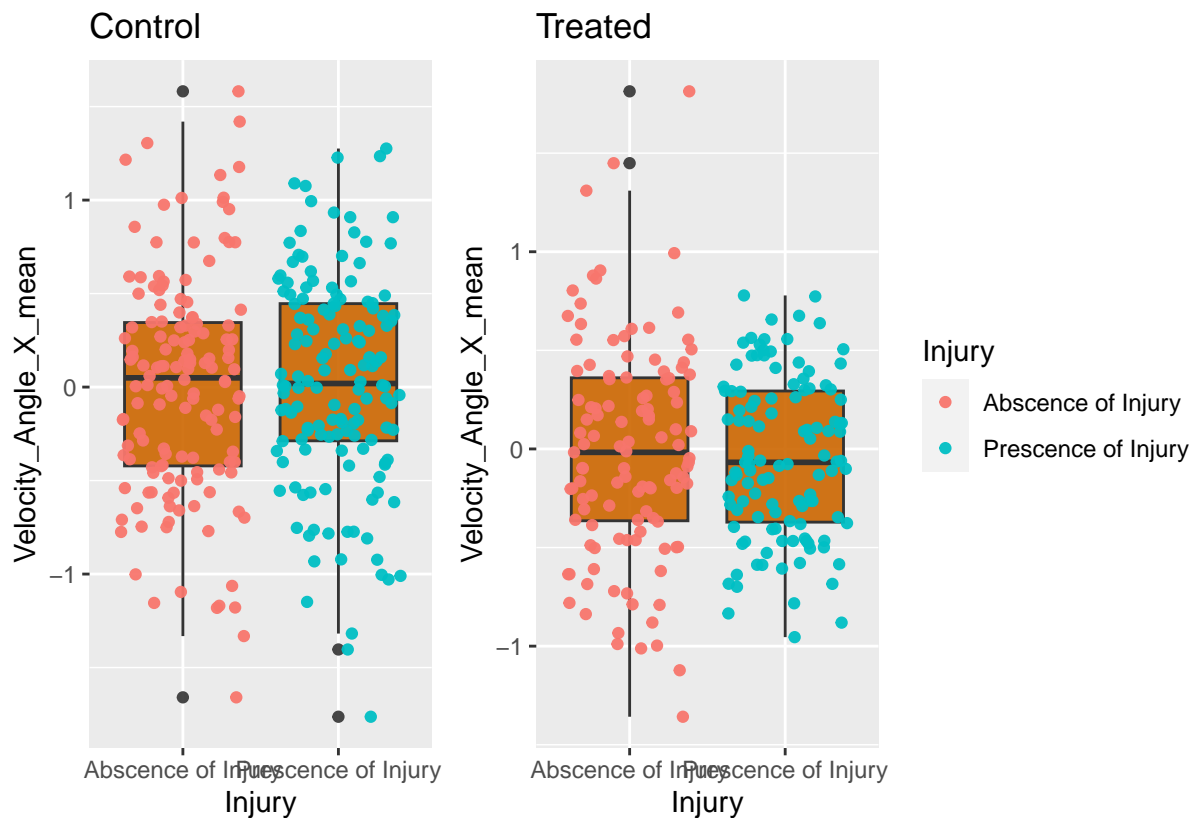 Control
Treated
Velocity_Angle_X_mean
1
0
−1
Abscence of Injury
Prescence of Injury
Injury
Velocity_Angle_X_mean
1
0
−1
Abscence of Injury
Prescence of Injury
Injury
Injury
Abscence of Injury
Prescence of Injury